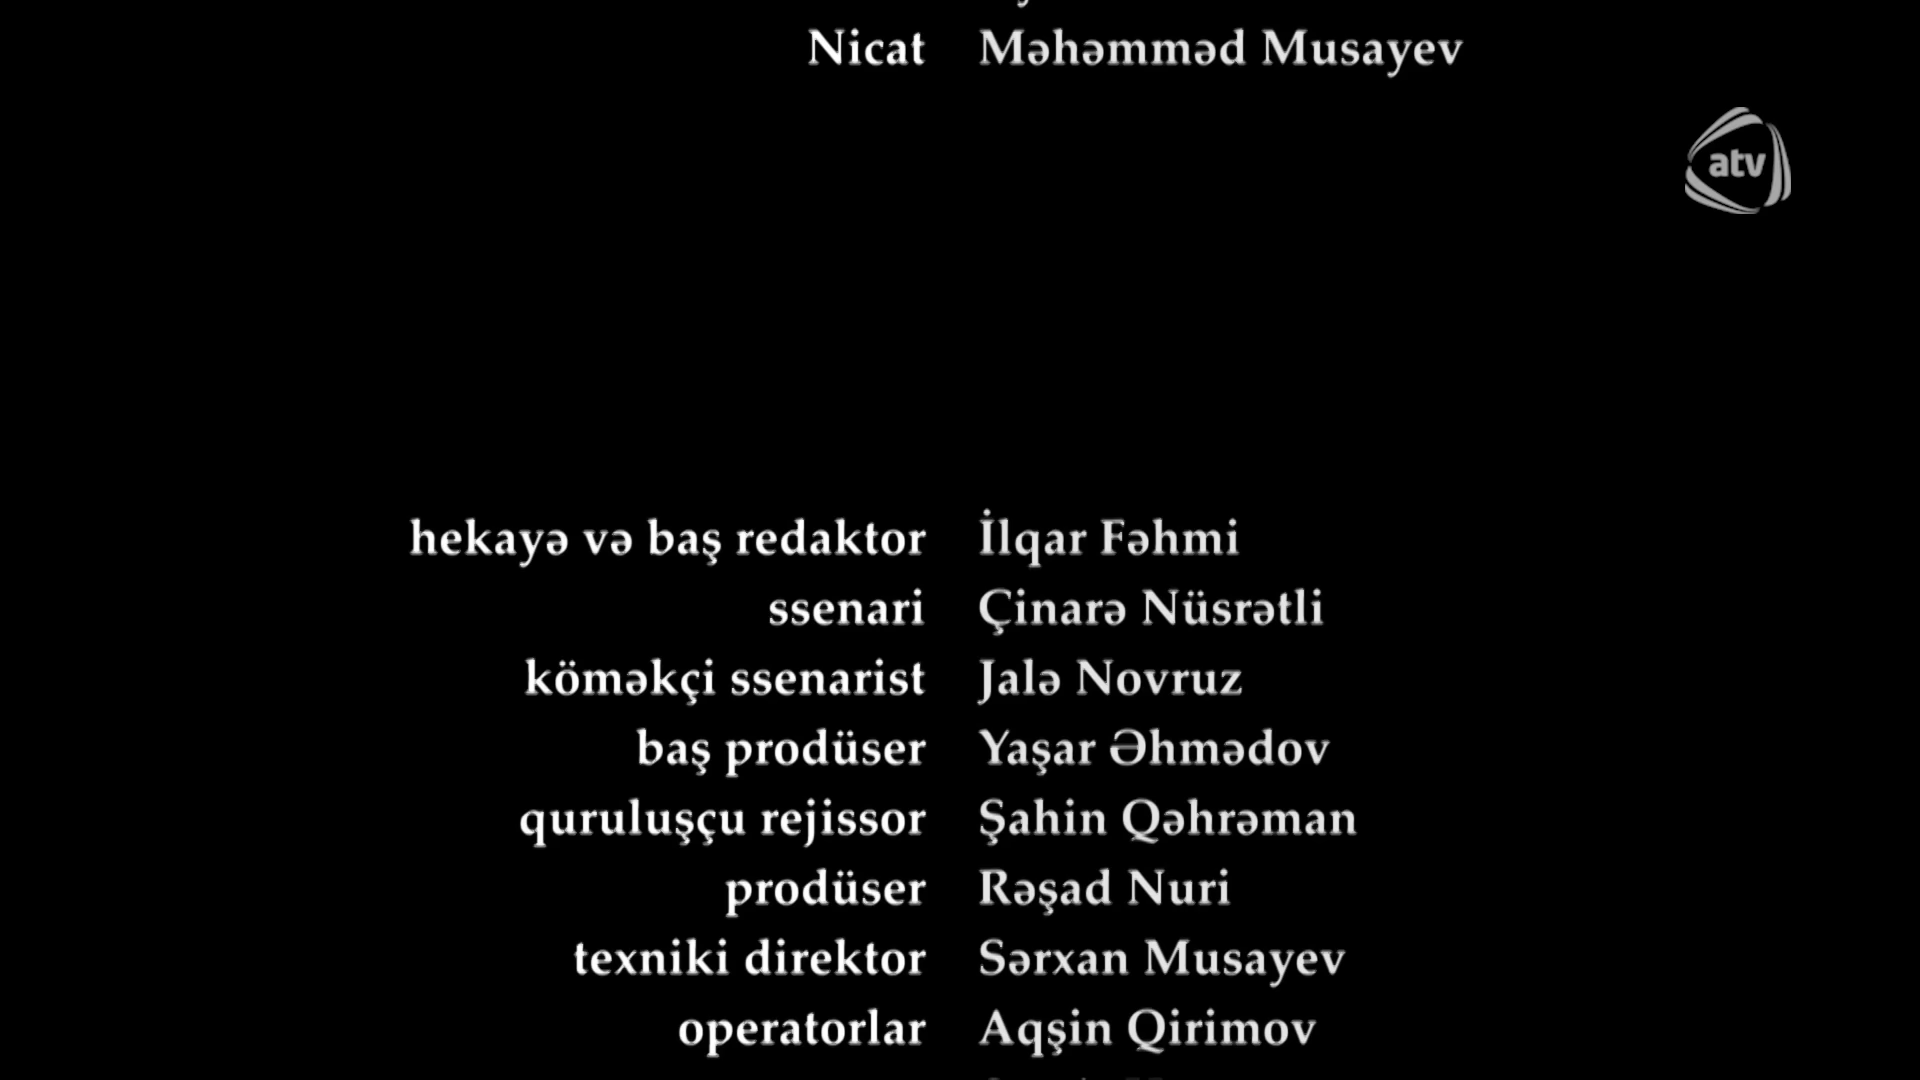 Nicat Məhəmməd Musayev
atv
hekayə və baş redaktor İlqar Fəhmi
ssenari Çinarə Nüsrətli
köməkçi ssenarist Jalə Novruz
baş prodüser Yaşar Əhmədov
quruluşçu rejissor Şahin Qəhrəman
prodüser Rəşad Nuri
texniki direktor Sərxan Musayev
operatorlar Aqşin Qirimov